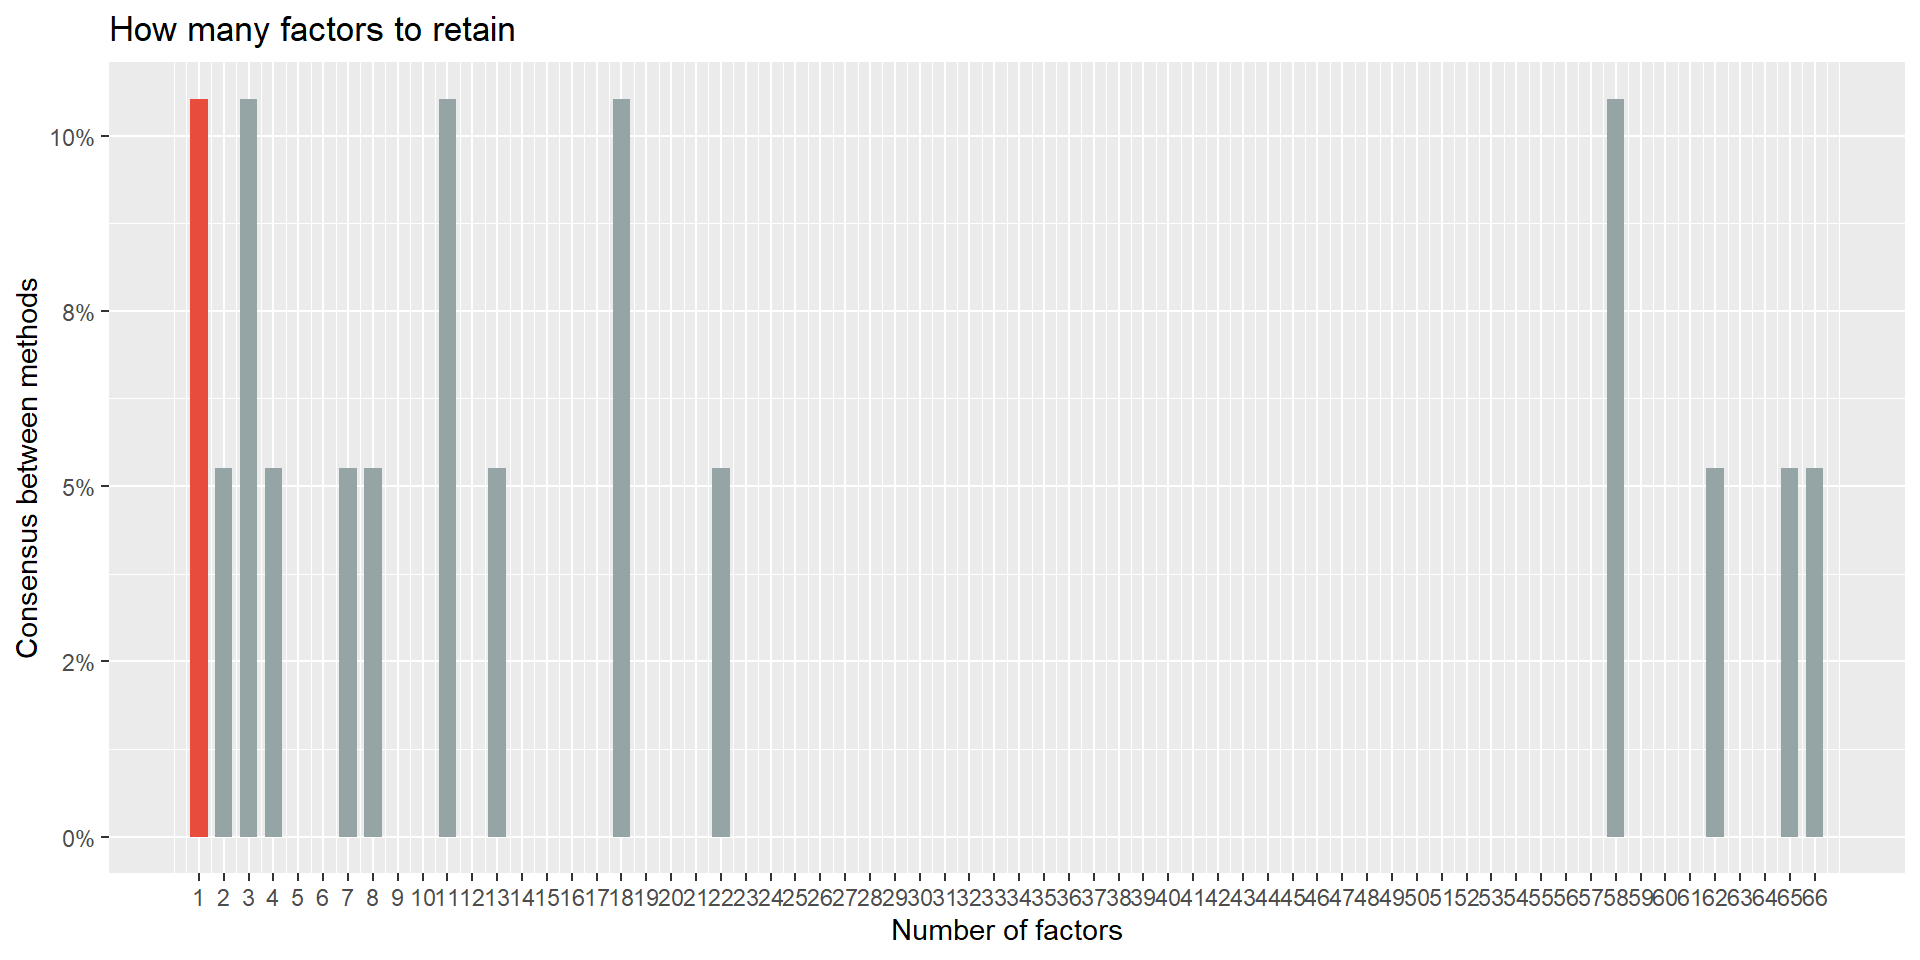 How many factors to retain
10%
8%
5%
2%
0%
Consensus between methods
1 2 3 4 5 6 7 8 9 10 11 12 13 14 15 16 17 18 19 20 21 22 23 24 25 26 27 28 29 30 31 32 33 34 35 36 37 38 39 40 41 42 43 44 45 46 47 48 49 50 51 52 53 54 55 56 57 58 59 60 61 62 63 64 65 66
Number of factors